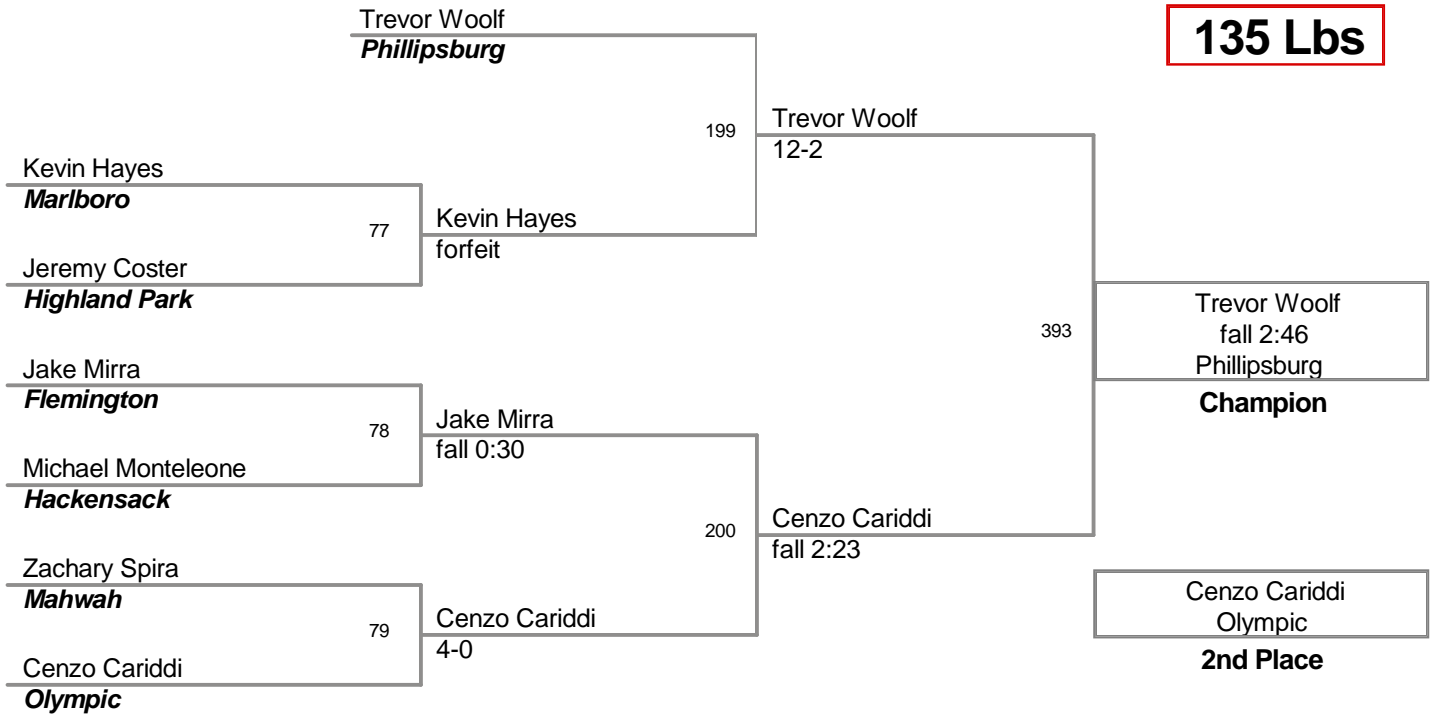 Trevor Woolf
Phillipsburg
135 Lbs
199
Trevor Woolf
12-2
Kevin Hayes
Marlboro
77
Kevin Hayes
forfeit
Jeremy Coster
Highland Park
393
Trevor Woolf
fall 2:46
Phillipsburg
Champion
Jake Mirra
Flemington
78
Jake Mirra
fall 0:30
Michael Monteleone
Hackensack
200
Cenzo Cariddi
fall 2:23
Zachary Spira
Mahwah
79
Cenzo Cariddi
4-0
Cenzo Cariddi
Olympic
Cenzo Cariddi
Olympic
2nd Place